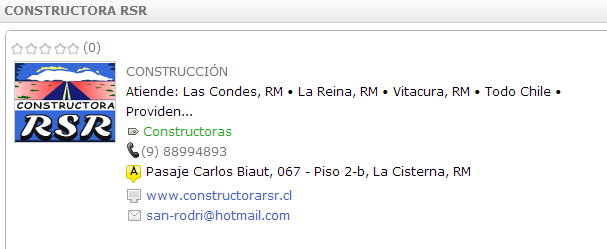 CONSTRUCTORA RSR
(0)
CONSTRUCTORA
RSR
CONSTRUCCIÓN
Atiende: Las Condes, RM • La Reina, RM • Vitacura, RM • Todo Chile •
Providen...
Constructoras
(9) 88994893
A Pasaje Carlos Biaut, 067 - Piso 2-b, La Cisterna, RM
www.constructorarsr.cl
san-rodri@hotmail.com